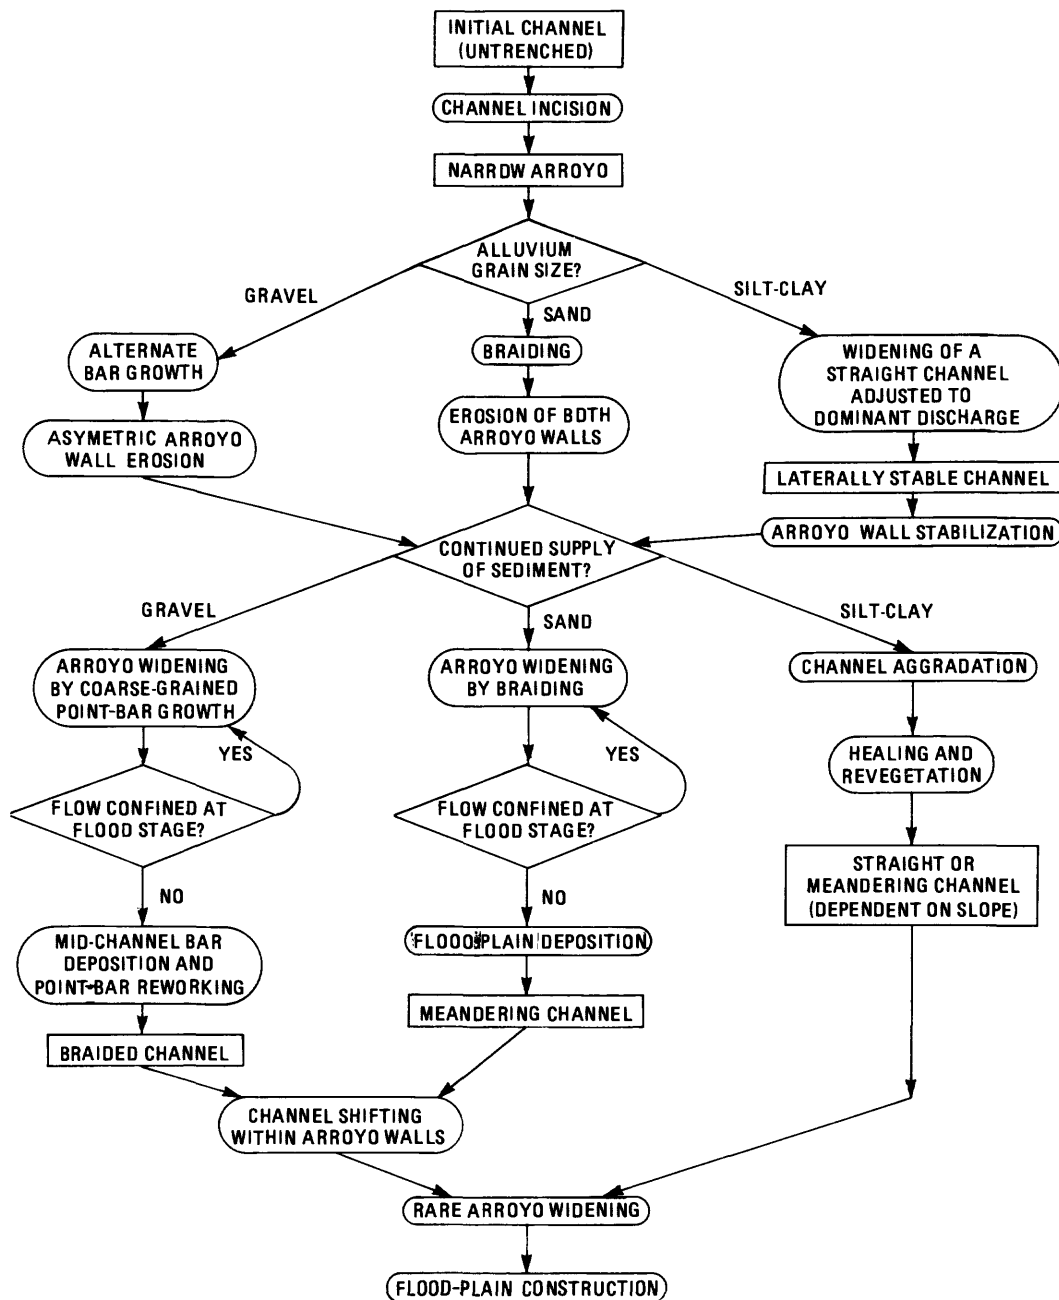 INITIAL CHANNEL
(UNTRENCHED)
CHANNEL INCISION
NARRDW ARROYO
ALLUVIUM
GRAIN SIZE?
GRAVEL
SAND
SILT-CLAY
ALTERNATE
BAR GROWTH
BRAIDING
WIDENING OF A
STRAIGHT CHANNEL
ADJUSTED TO
DOMINANT DISCHARGE
ASYMETRIC ARROYO
WALL EROSION
EROSION OF BDTH
ARROYO WALLS
LATERALLY STABLE CHANNEL
ARROYO WALL STABILIZATION
CONTINUED SUPPLY
OF SEDIMENT?
GRAVEL
SAND
SILT-CLAY
ARROYO WIDENING
BY COARSE-GRAINED
POINT-BAR GROWTH
ARROYO WIDENING
BY BRAIDING
CHANNEL AGGRADATION
YES
YES
HEALING AND
REVEGETATION
FLOW CONFINED AT
FLOOD STAGE?
FLOW CONFINED AT
FLOOD STAGE?
STRAIGHT OR
MEANDERING CHANNEL
(DEPENDENT ON SLOPE)
NO
NO
MID-CHANNEL BAR
DEPOSITION AND
POINT-BAR REWORKING
FLOOD-PLAIN DEPOSITION
BRAIDED CHANNEL
MEANDERING CHANNEL
CHANNEL SHIFTING
WITHIN ARROYO WALLS
RARE ARROYO WIDENING
FLOOD-PLAIN CONSTRUCTION